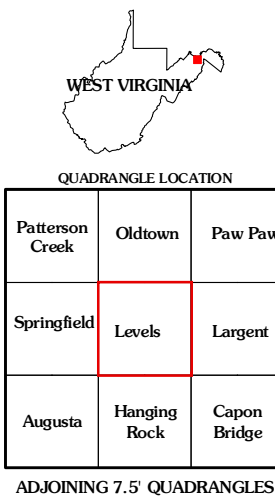 WEST VIRGINIA
QUADRANGLE LOCATION
Patterson
Creek
Oldtown
Paw Paw
Springfield
Levels
Largent
Augusta
Hanging
Rock
Capon
Bridge
ADJOINING 7.5' QUADRANGLES